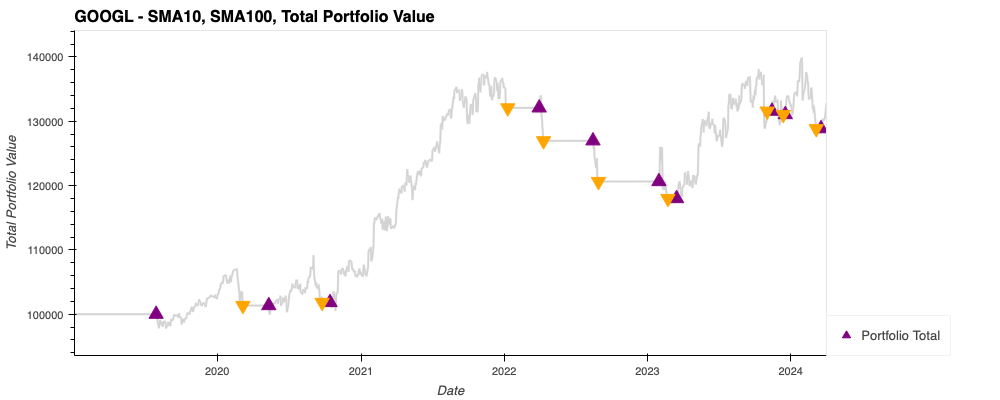 GOOGL - SMA10, SMA100, Total Portfolio Value
140000
130000
120000
110000
100000
Total Portfolio Value
2020 2021 2022 2023 2024
Date
Portfolio Total